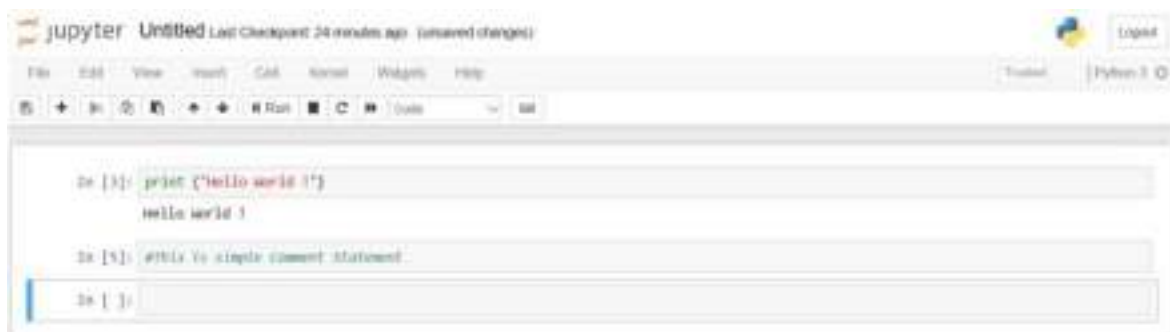 jupyter Untitled Last Checkpoint: 24 minutes ago (unsaved changes) Logout
File Edit View Insert Cell Kernel Widgets Help Trusted Python 3
Run Code
In [3]: print ("Hello world !")
Hello world !
In [5]: #This is simple comment statement
In [ ]: